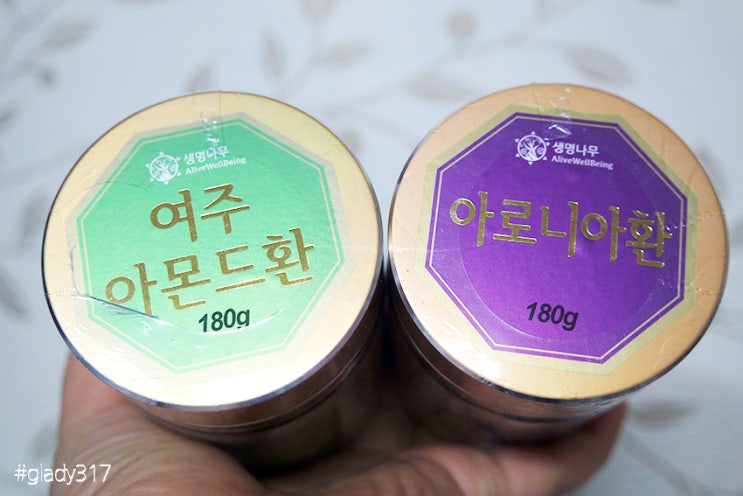 생명나무
AliveWellBeing
여주
아몬드환
180g
생명나무
AliveWellBeing
아로니아환
180g
#glady317